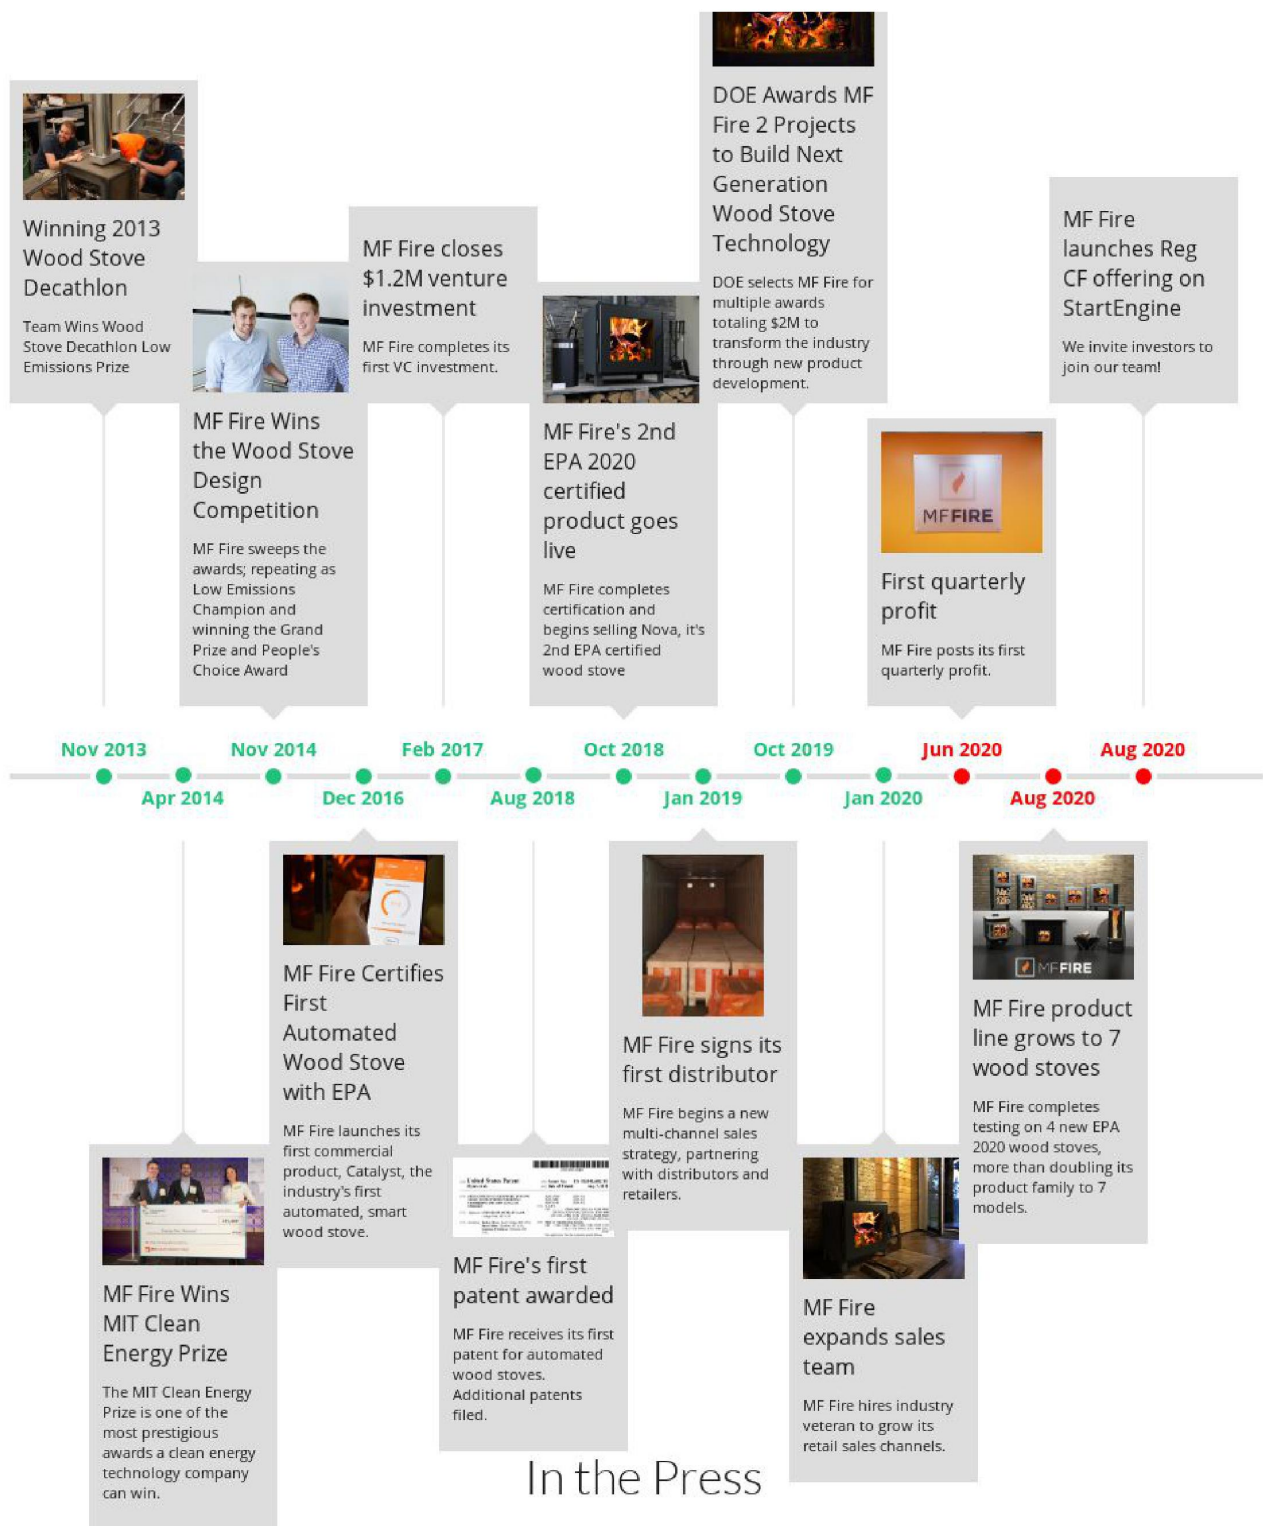 Winning 2013
Wood Stove
Decathlon
Team Wins Wood
Stove Decathlon Low
Emissions Prize
MF Fire Wins
the Wood Stove
Design
Competition
MF Fire sweeps the
awards; repeating as
Low Emissions
Champion and
winning the Grand
Prize and People's
Choice Award
MF Fire closes
$1.2M venture
investment
MF Fire completes its
first VC investment.
MF Fire's 2nd
EPA 2020
certified
product goes
live
MF Fire completes
certification and
begins selling Nova, it's
2nd EPA certified
wood stove
DOE Awards MF
Fire 2 Projects
to Build Next
Generation
Wood Stove
Technology
DOE selects MF Fire for
multiple awards
totaling $2M to
transform the industry
through new product
development.
MFFIRE
First quarterly
profit
MF Fire posts its first
quarterly profit.
MF Fire
launches Reg
CF offering on
StartEngine
We invite investors to
join our team!
Nov 2013
Nov 2014
Feb 2017
Oct 2018
Oct 2019
Jun 2020
Aug 2020
Apr 2014
Dec 2016
Aug 2018
Jan 2019
Jan 2020
Aug 2020
MF Fire Wins
MIT Clean
Energy Prize
The MIT Clean Energy
Prize is one of the
most prestigious
awards a clean energy
technology company
can win.
MF Fire Certifies
First
Automated
Wood Stove
with EPA
MF Fire launches its
first commercial
product, Catalyst, the
industry's first
automated, smart
wood stove.
United States Patent
MF Fire's first
patent awarded
MF Fire receives its first
patent for automated
wood stoves.
Additional patents
filed.
MF Fire signs its
first distributor
MF Fire begins a new
multi-channel sales
strategy, partnering
with distributors and
retailers.
MF Fire
expands sales
team
MF Fire hires industry
veteran to grow its
retail sales channels.
MFFIRE
MF Fire product
line grows to 7
wood stoves
MF Fire completes
testing on 4 new EPA
2020 wood stoves,
more than doubling its
product family to 7
models.
In the Press